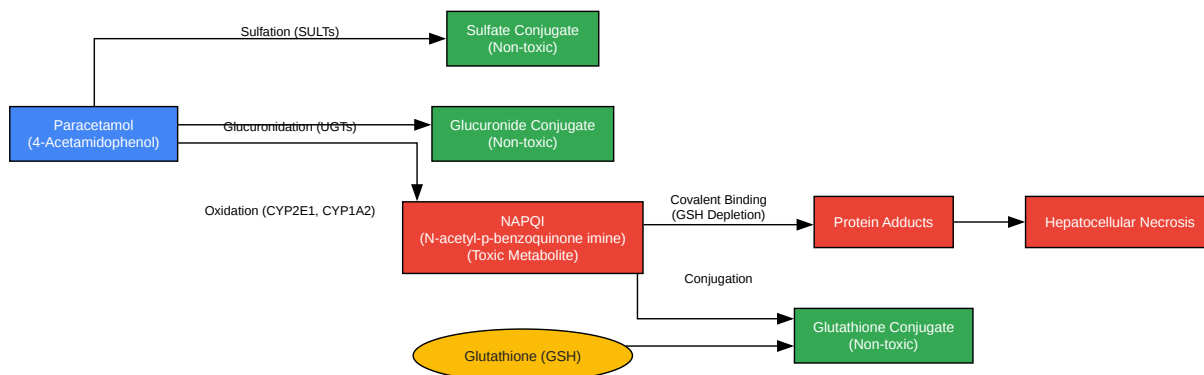 Sulfation (SULTs)
Sulfate Conjugate
(Non-toxic)
Paracetamol
(4-Acetamidophenol)
Glucuronidation (UGTs)
Glucuronide Conjugate
(Non-toxic)
Oxidation (CYP2E1, CYP1A2)
NAPQI
(N-acetyl-p-benzoquinone imine)
(Toxic Metabolite)
Covalent Binding
(GSH Depletion)
Protein Adducts
Hepatocellular Necrosis
Conjugation
Glutathione Conjugate
(Non-toxic)
Glutathione (GSH)